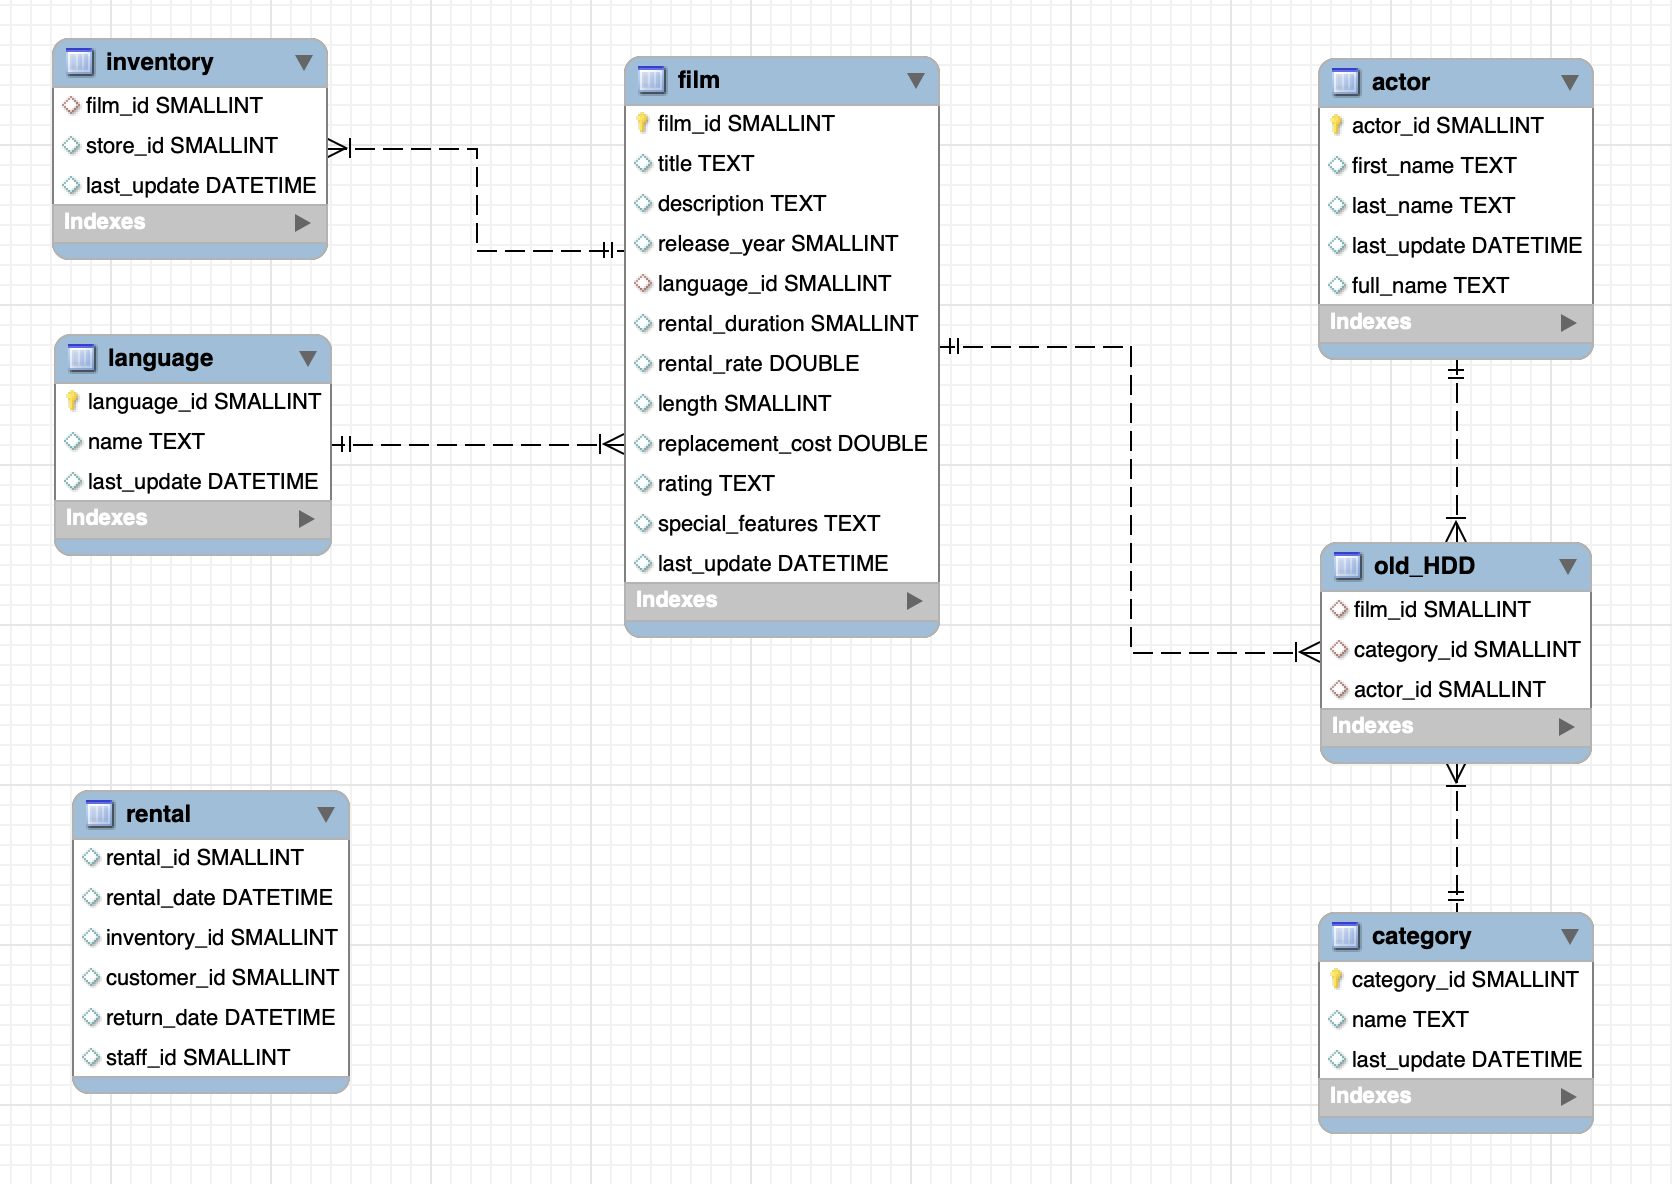 inventory
film_id SMALLINT
store_id SMALLINT
last_update DATETIME
Indexes
language
language_id SMALLINT
name TEXT
last_update DATETIME
Indexes
rental
rental_id SMALLINT
rental_date DATETIME
inventory_id SMALLINT
customer_id SMALLINT
return_date DATETIME
staff_id SMALLINT
film
film_id SMALLINT
title TEXT
description TEXT
release_year SMALLINT
language_id SMALLINT
rental_duration SMALLINT
rental_rate DOUBLE
length SMALLINT
replacement_cost DOUBLE
rating TEXT
special_features TEXT
last_update DATETIME
Indexes
actor
actor_id SMALLINT
first_name TEXT
last_name TEXT
last_update DATETIME
full_name TEXT
Indexes
old_HDD
film_id SMALLINT
category_id SMALLINT
actor_id SMALLINT
Indexes
category
category_id SMALLINT
name TEXT
last_update DATETIME
Indexes